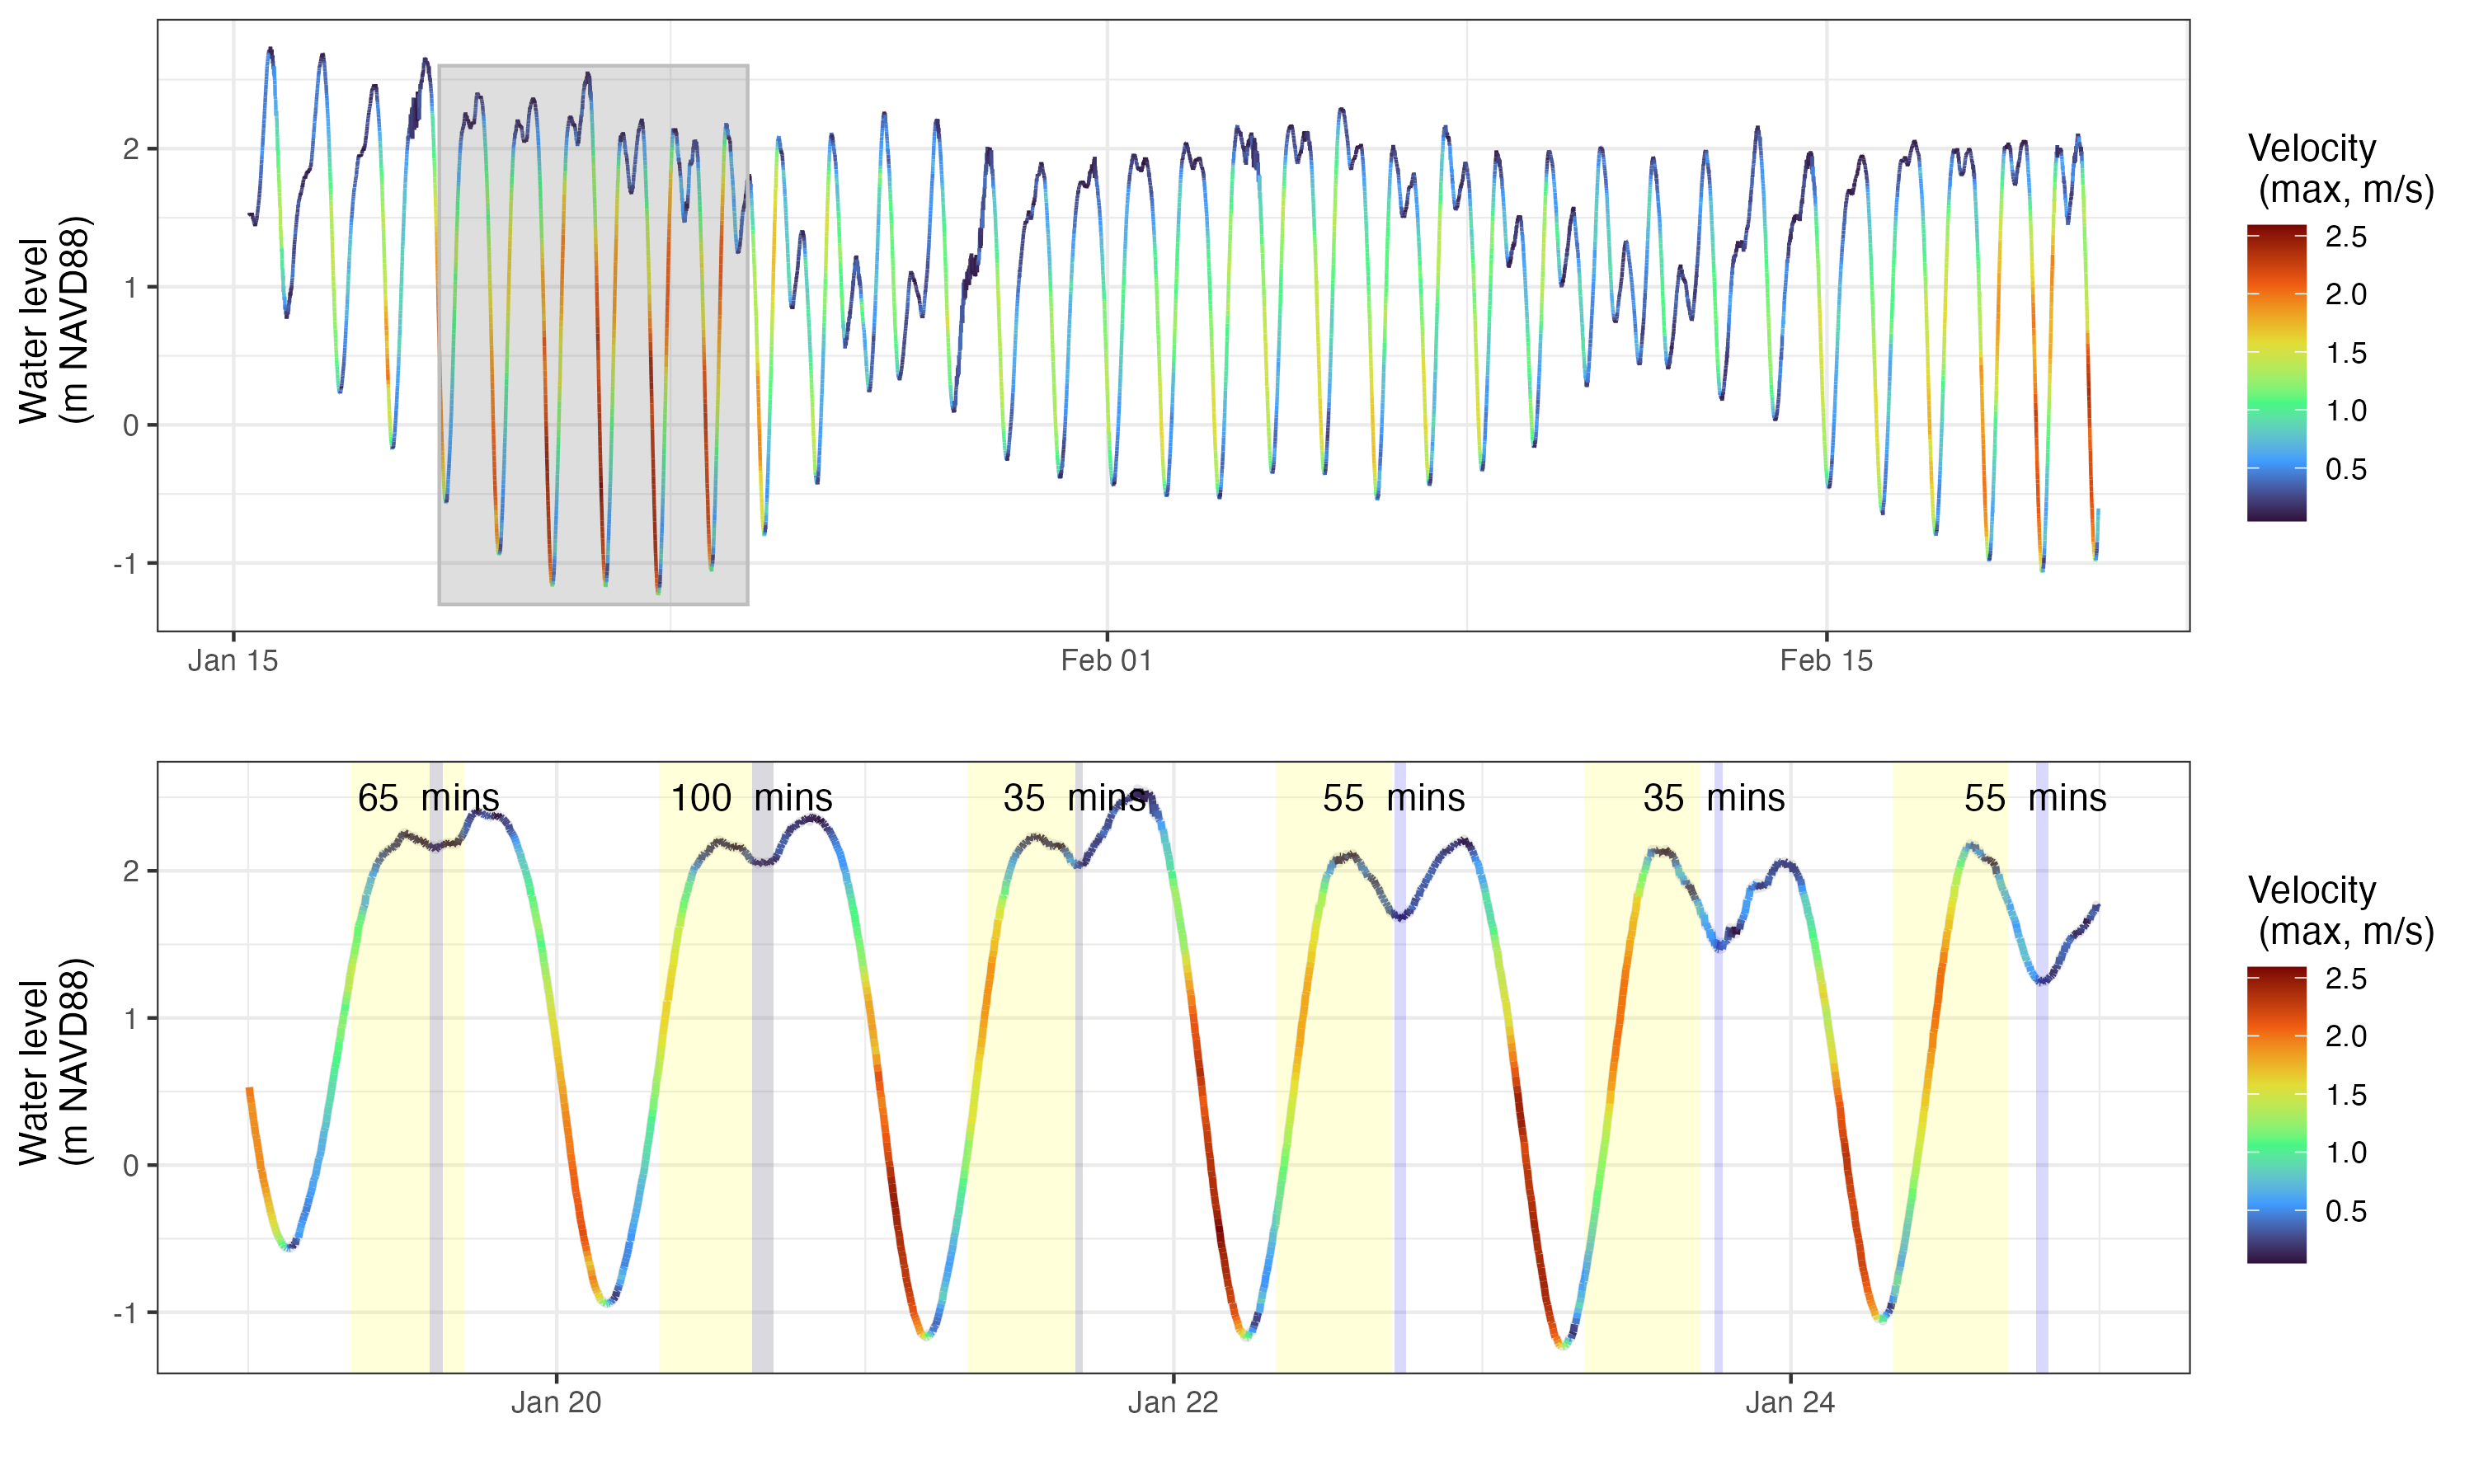 Water level
(m NAVD88)
2
1
0
-1
Jan 15
Feb 01
Feb 15
Velocity
(max, m/s)
2.5
2.0
1.5
1.0
0.5
65 mins
100 mins
35 mins
55 mins
35 mins
55 mins
Water level
(m NAVD88)
2
1
0
-1
Jan 20
Jan 22
Jan 24
Velocity
(max, m/s)
2.5
2.0
1.5
1.0
0.5